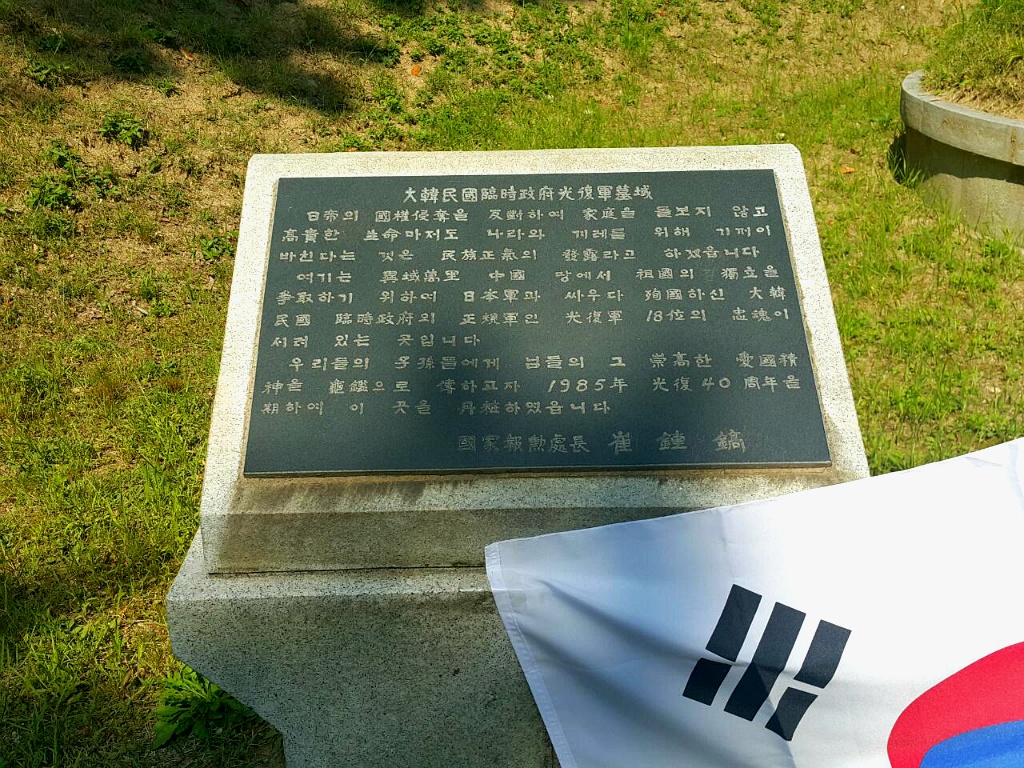 大韓民國臨時政府光復軍墓域
日帝의 國權侵奪을 反對하여 家庭을 돌보지 않고
高貴한 生命마저도 나라와 겨레를 위해 기꺼이
바친다는 것은 民族正氣의 發露라고 하겠읍니다
여기는 異域萬里 中國 땅에서 祖國의 獨立을
爭取하기 위하여 日本軍과 싸우다 殉國하신 大韓
民國 臨時政府의 正規軍인 光復軍 18位의 忠魂이
서려 있는 곳입니다
우리들의 子孫들에게 님들의 그 崇高한 愛國精
神을 龜鑑으로 傳하고자 1985年 光復40周年을
期하여 이 곳을 丹粧하였읍니다
國家報勳處長 崔鍾鎬